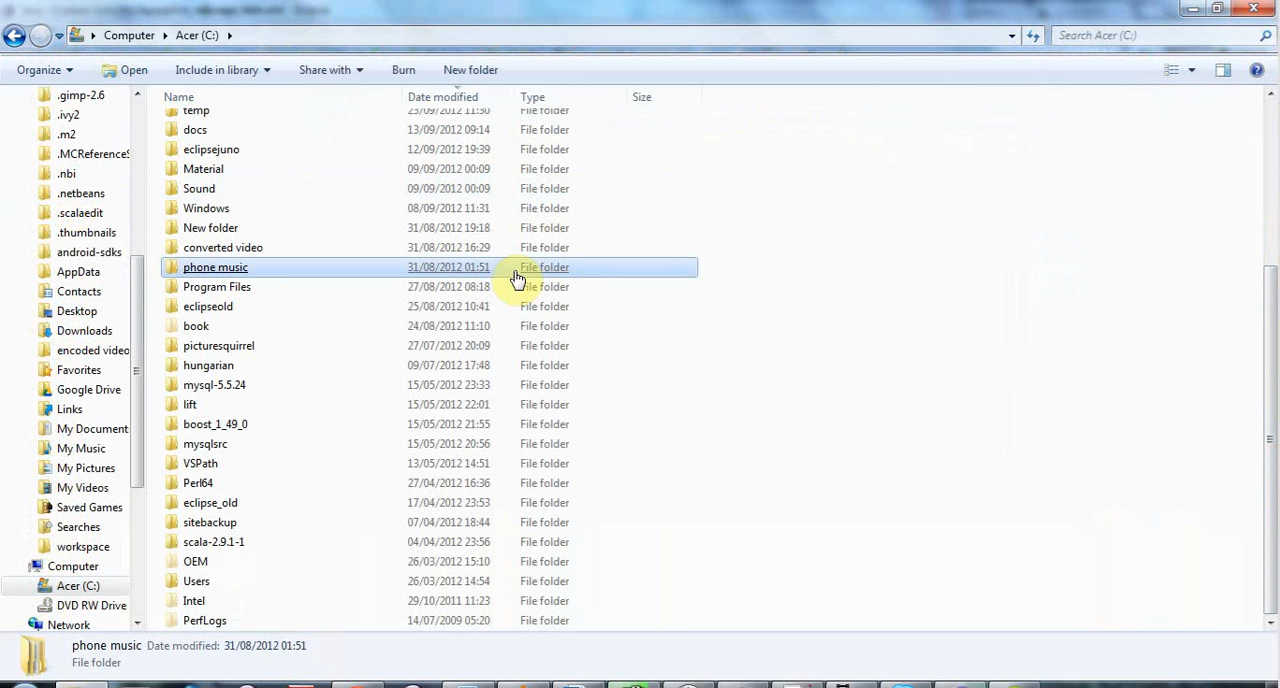 Computer Acer (C:) Search Acer (C:)
Organize Open Include in library Share with Burn New folder
Name Date modified Type Size
.gimp-2.6
.ivy2
.m2
.MCReferenceS
.nbi
.netbeans
.scalaedit
.thumbnails
android-sdks
AppData
Contacts
Desktop
Downloads
encoded video
Favorites
Google Drive
Links
My Document
My Music
My Pictures
My Videos
Saved Games
Searches
workspace
Computer
Acer (C:)
DVD RW Drive
Network
temp 23/09/2012 11:30 File folder
docs 13/09/2012 09:14 File folder
eclipsejuno 12/09/2012 19:39 File folder
Material 09/09/2012 00:09 File folder
Sound 09/09/2012 00:09 File folder
Windows 08/09/2012 11:31 File folder
New folder 31/08/2012 19:18 File folder
converted video 31/08/2012 16:29 File folder
phone music 31/08/2012 01:51 File folder
Program Files 27/08/2012 08:18 File folder
eclipseold 25/08/2012 10:41 File folder
book 24/08/2012 11:10 File folder
picturesquirrel 27/07/2012 20:09 File folder
hungarian 09/07/2012 17:48 File folder
mysql-5.5.24 15/05/2012 23:33 File folder
lift 15/05/2012 22:01 File folder
boost_1_49_0 15/05/2012 21:55 File folder
mysqlsrc 15/05/2012 20:56 File folder
VSPath 13/05/2012 14:51 File folder
Perl64 27/04/2012 16:36 File folder
eclipse_old 17/04/2012 23:53 File folder
sitebackup 07/04/2012 18:44 File folder
scala-2.9.1-1 04/04/2012 23:56 File folder
OEM 26/03/2012 15:10 File folder
Users 26/03/2012 14:54 File folder
Intel 29/10/2011 11:23 File folder
PerfLogs 14/07/2009 05:20 File folder
phone music Date modified: 31/08/2012 01:51
File folder